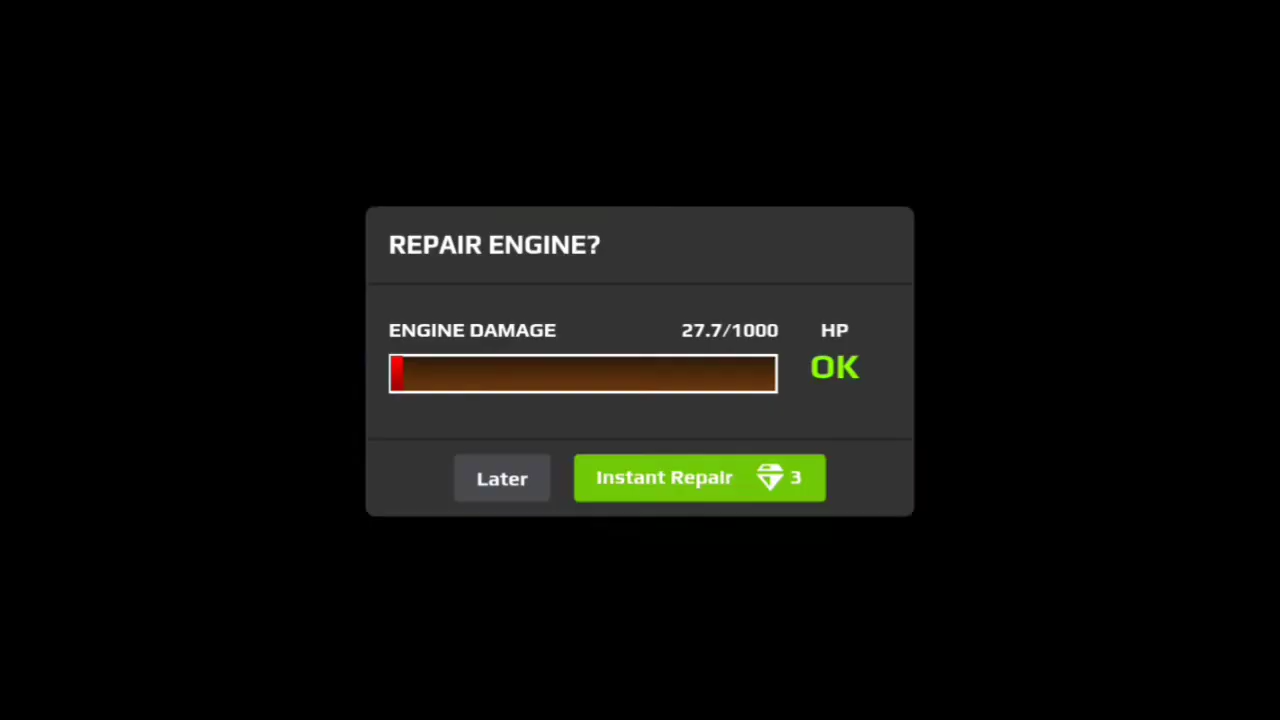 REPAIR ENGINE?
ENGINE DAMAGE 27.7/1000 HP
OK
Later Instant Repair 3